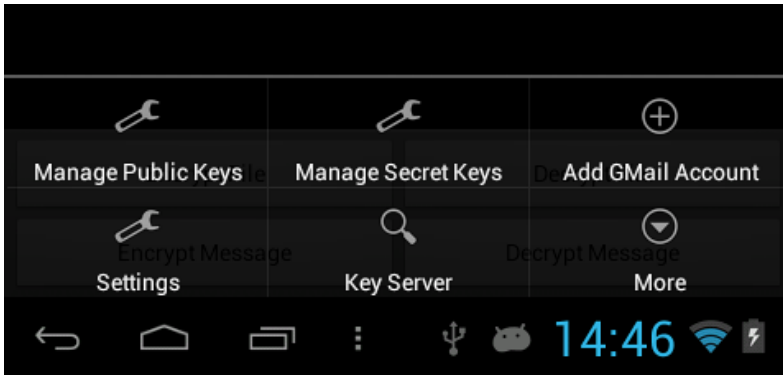 Manage Public Keys
Manage Secret Keys
Add GMail Account
Encrypt Message
Decrypt Message
Settings
Key Server
More
14:46